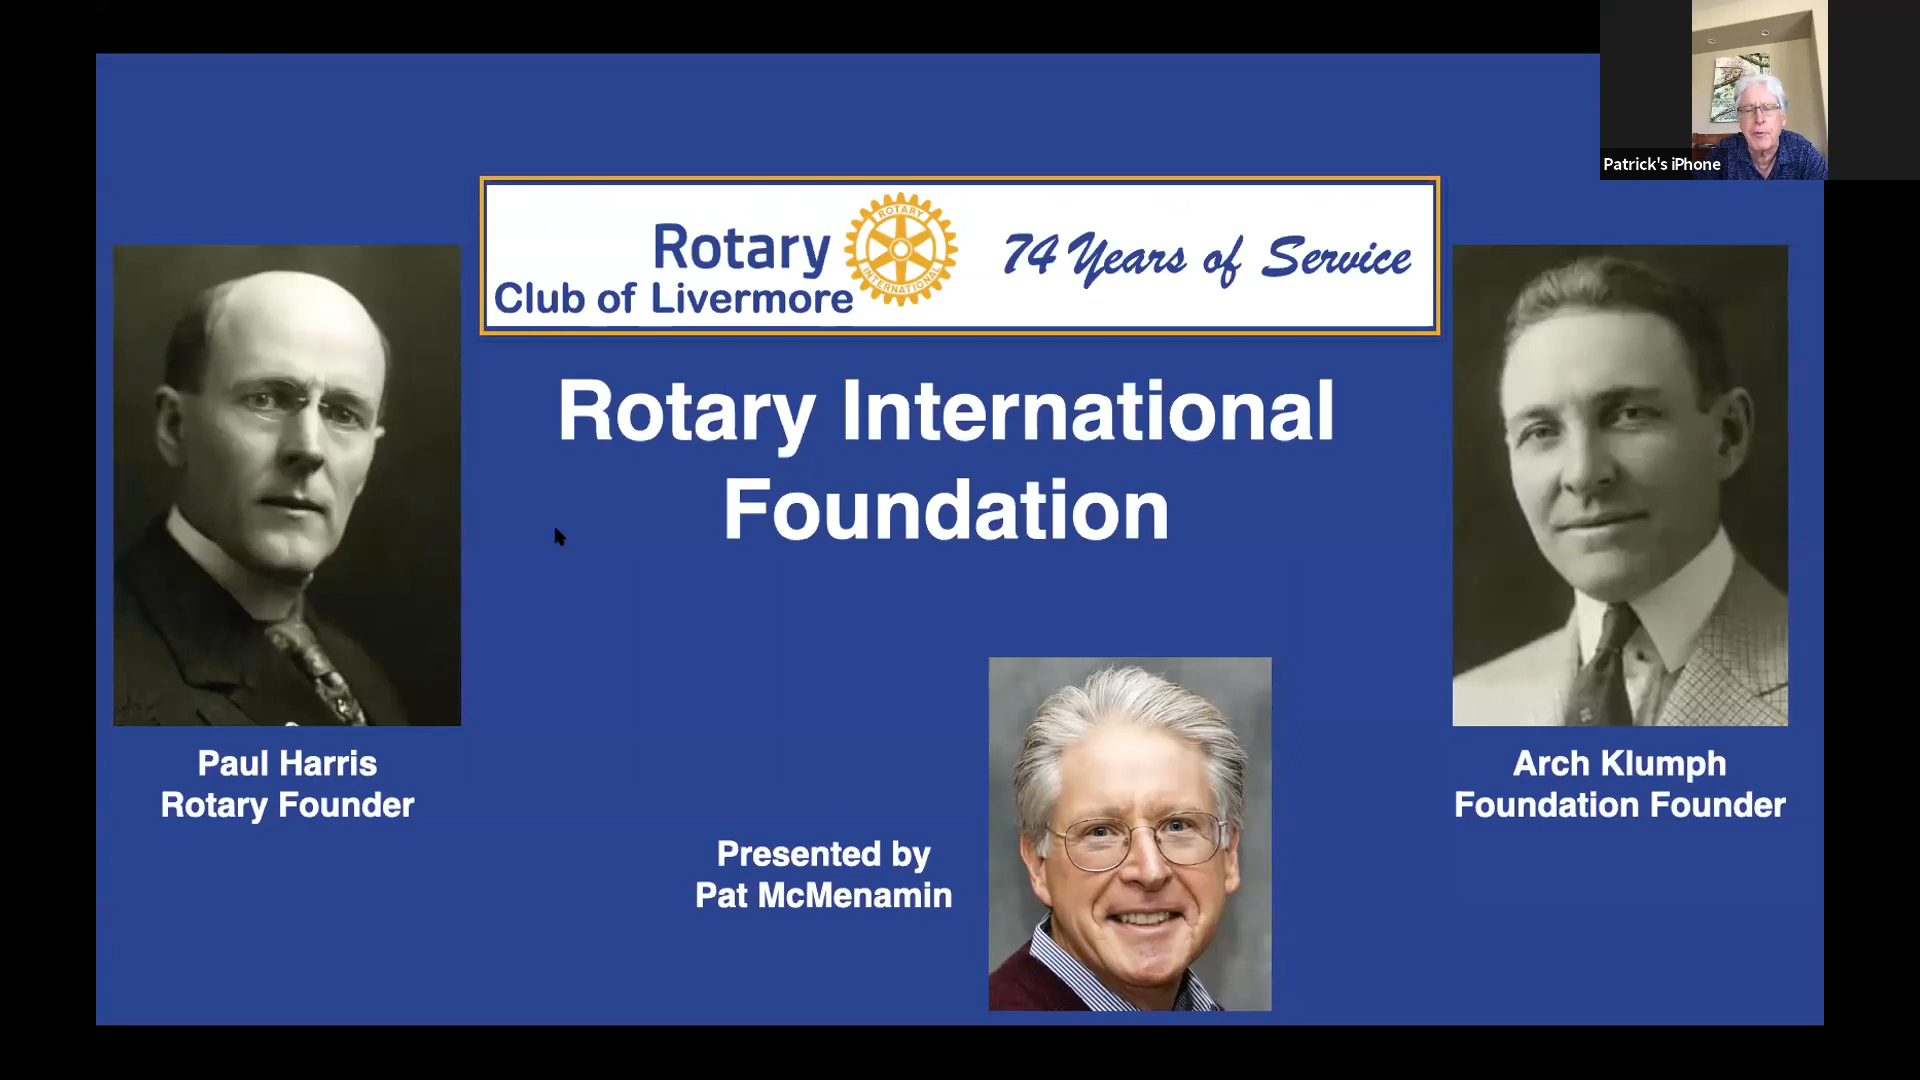 Patrick's iPhone
Rotary
Club of Livermore
ROTARY
INTERNATIONAL
74 Years of Service
Rotary International
Foundation
Paul Harris
Rotary Founder
Arch Klumph
Foundation Founder
Presented by
Pat McMenamin